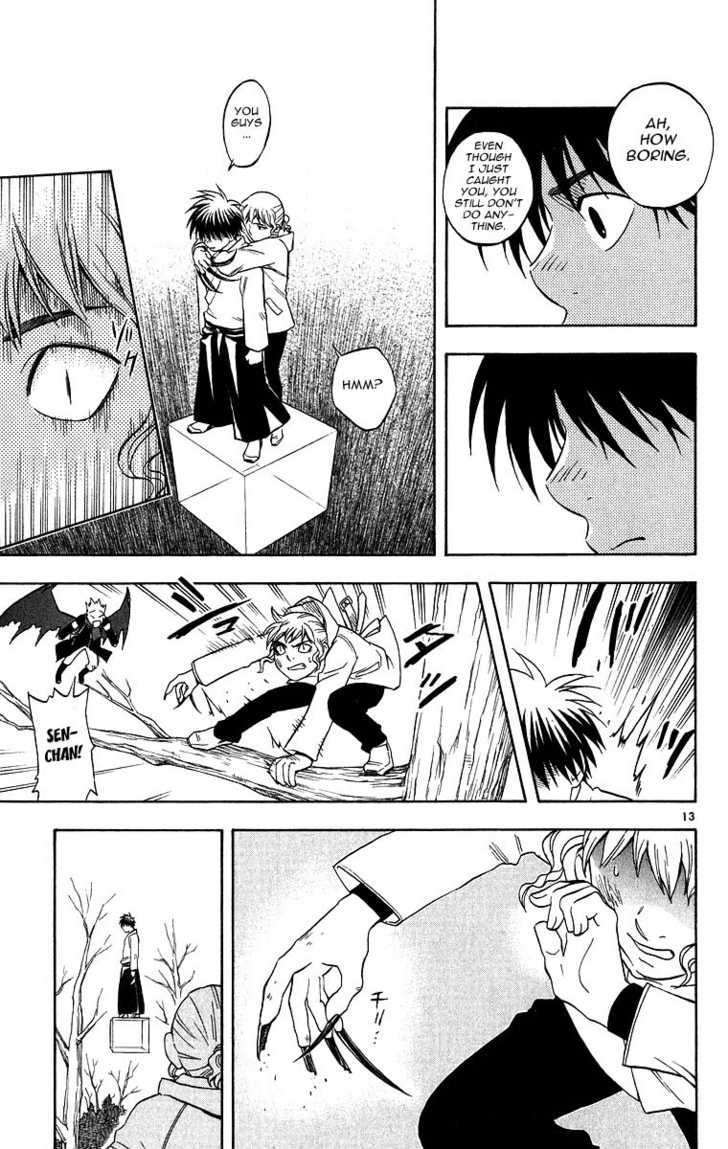 AH,
HOW
BORING.
EVEN
THOUGH
I JUST
CAUGHT
YOU, YOU
STILL DON'T
DO ANY-
THING.
YOU
GUYS
...
HMM?
SEN-
CHAN!
13
チ
!!